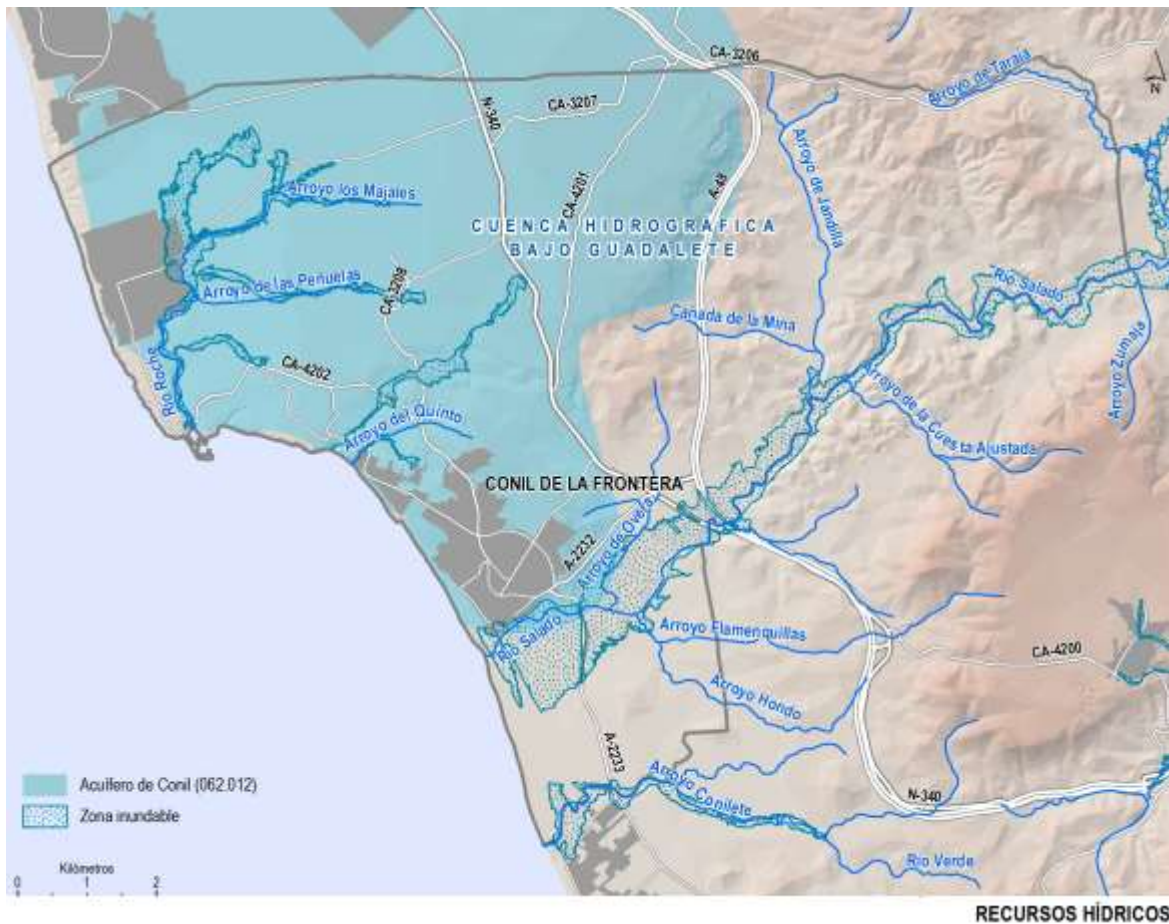 CA-3206
Arroyo de Taraja
N
CA-3207
N-340
Arroyo de Jandilla
A-48
CA-4201
Arroyo los Majales
CUENCA HIDROGRAFICA
BAJO GUADALETE
Río Salado
Arroyo de las Peñuelas
CA-3208
Cañada de la Mina
Arroyo Zumaja
Río Roche
CA-4202
Arroyo de la Cuesta Ajustada
Arroyo del Quinto
CONIL DE LA FRONTERA
A-2232
Arroyo de Overa
Río Salado
Arroyo Flamenquillas
CA-4200
Arroyo Hondo
A-2233
Arroyo Conilete
N-340
Río Verde
Acuífero de Conil (062.012)
Zona inundable
Kilómetros
0 1 2
RECURSOS HÍDRICOS